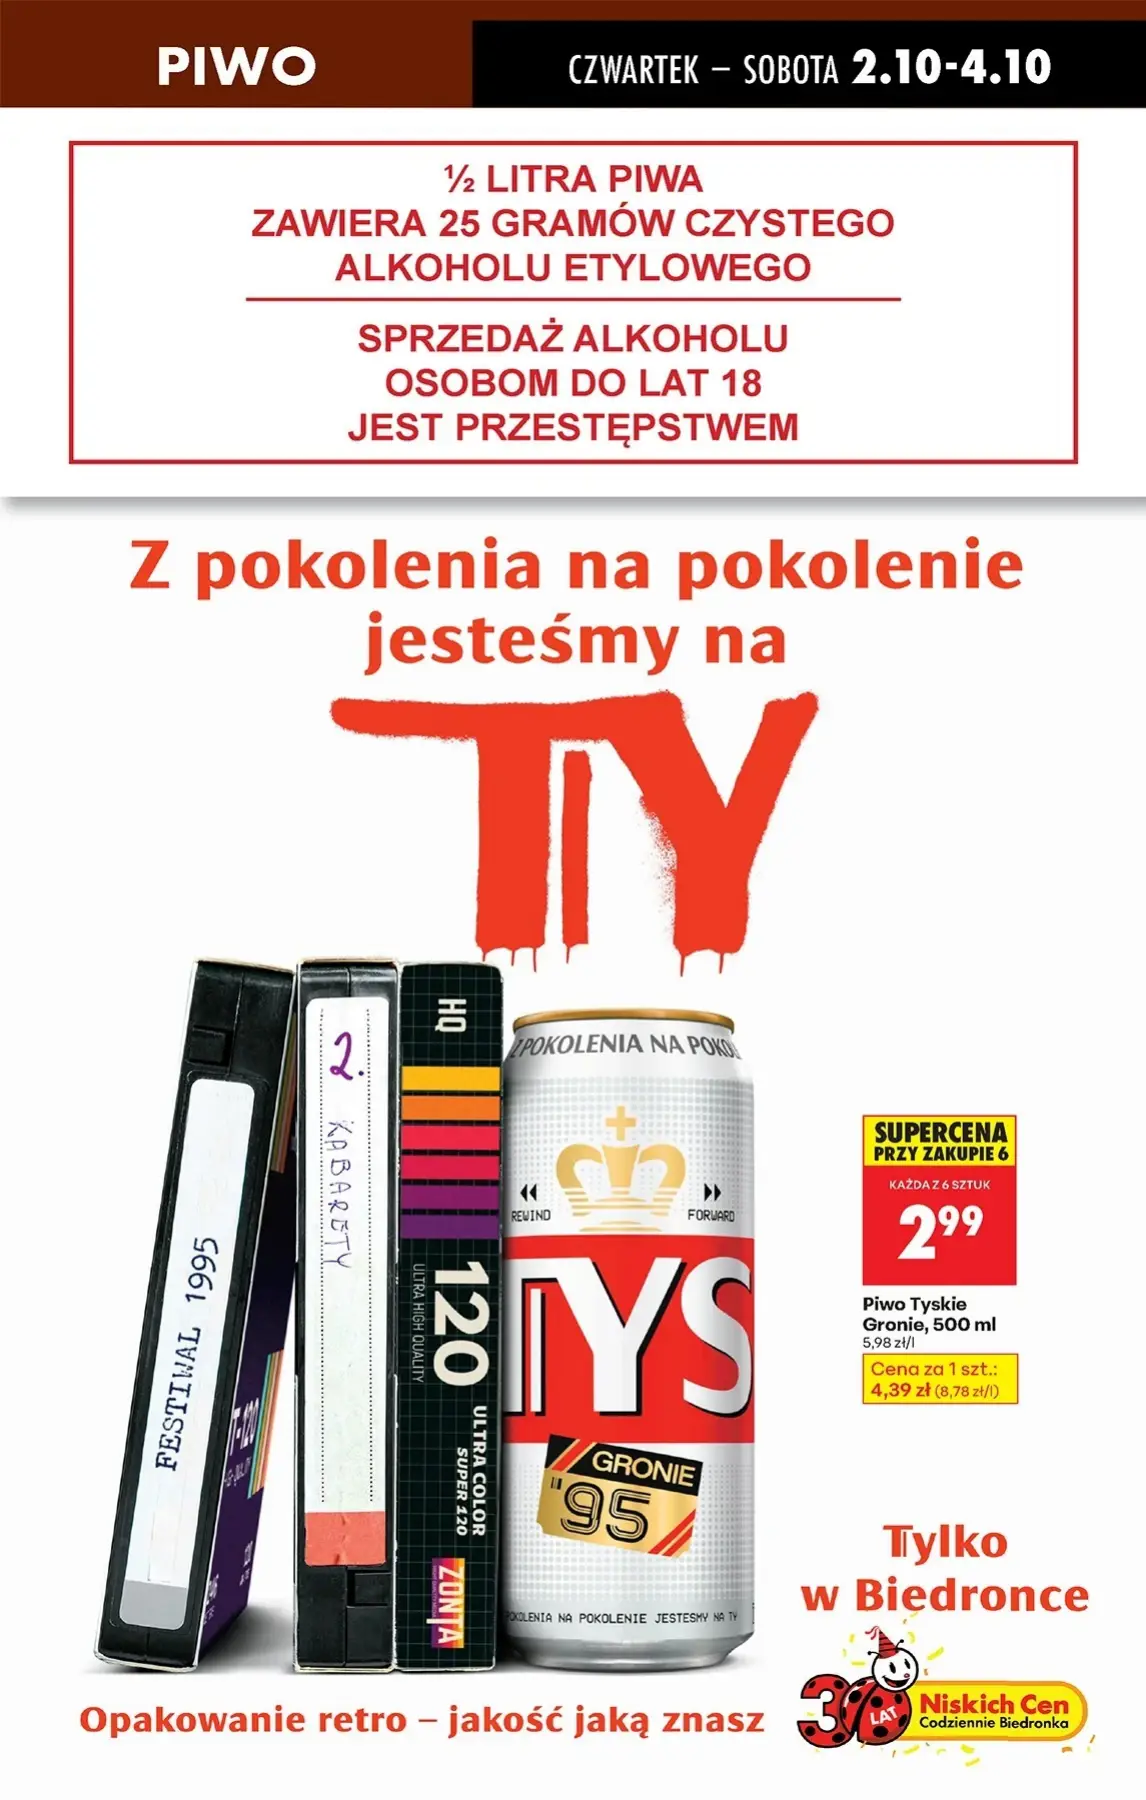 PIWO
CZWARTEK – SOBOTA 2.10-4.10
½ LITRA PIWA
ZAWIERA 25 GRAMÓW CZYSTEGO
ALKOHOLU ETYLOWEGO
SPRZEDAŻ ALKOHOLU
OSOBOM DO LAT 18
JEST PRZESTĘPSTWEM
Z pokolenia na pokolenie
jesteśmy na
TY
FESTIWAL 1995
T-120
2.
KABARETY
HQ
120
ULTRA HIGH QUALITY
ULTRA COLOR
SUPER 120
ZONTA
Z POKOLENIA NA POKOL
REWIND
FORWARD
TYS
GRONIE
'95
POKOLENIA NA POKOLENIE JESTESMY NA TY
SUPERCENA
PRZY ZAKUPIE 6
KAŻDA Z 6 SZTUK
2 99
Piwo Tyskie
Gronie, 500 ml
5,98 zł/l
Cena za 1 szt.:
4,39 zł (8,78 zł/l)
Tylko
w Biedronce
30 LAT
Niskich Cen
Codziennie Biedronka
Opakowanie retro – jakość jaką znasz